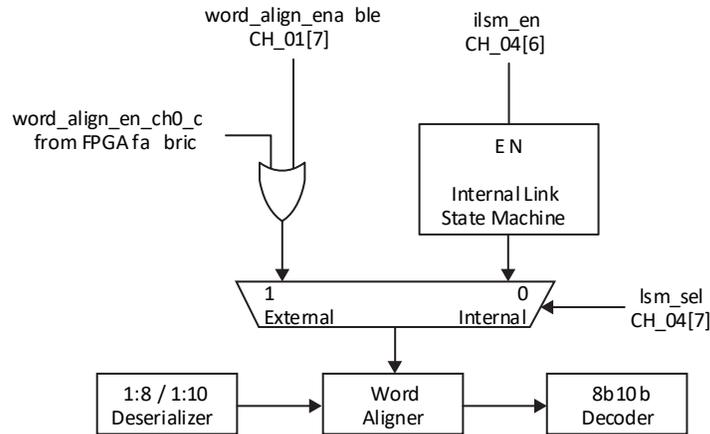 word_align_ena ble
CH_01[7]
ilsm_en
CH_04[6]
word_align_en_ch0_c
from FPGA fa bric
E N
Internal Link
State Machine
1
0
External
Internal
lsm_sel
CH_04[7]
1:8 / 1:10
Deserializer
Word
Aligner
8b10b
Decoder